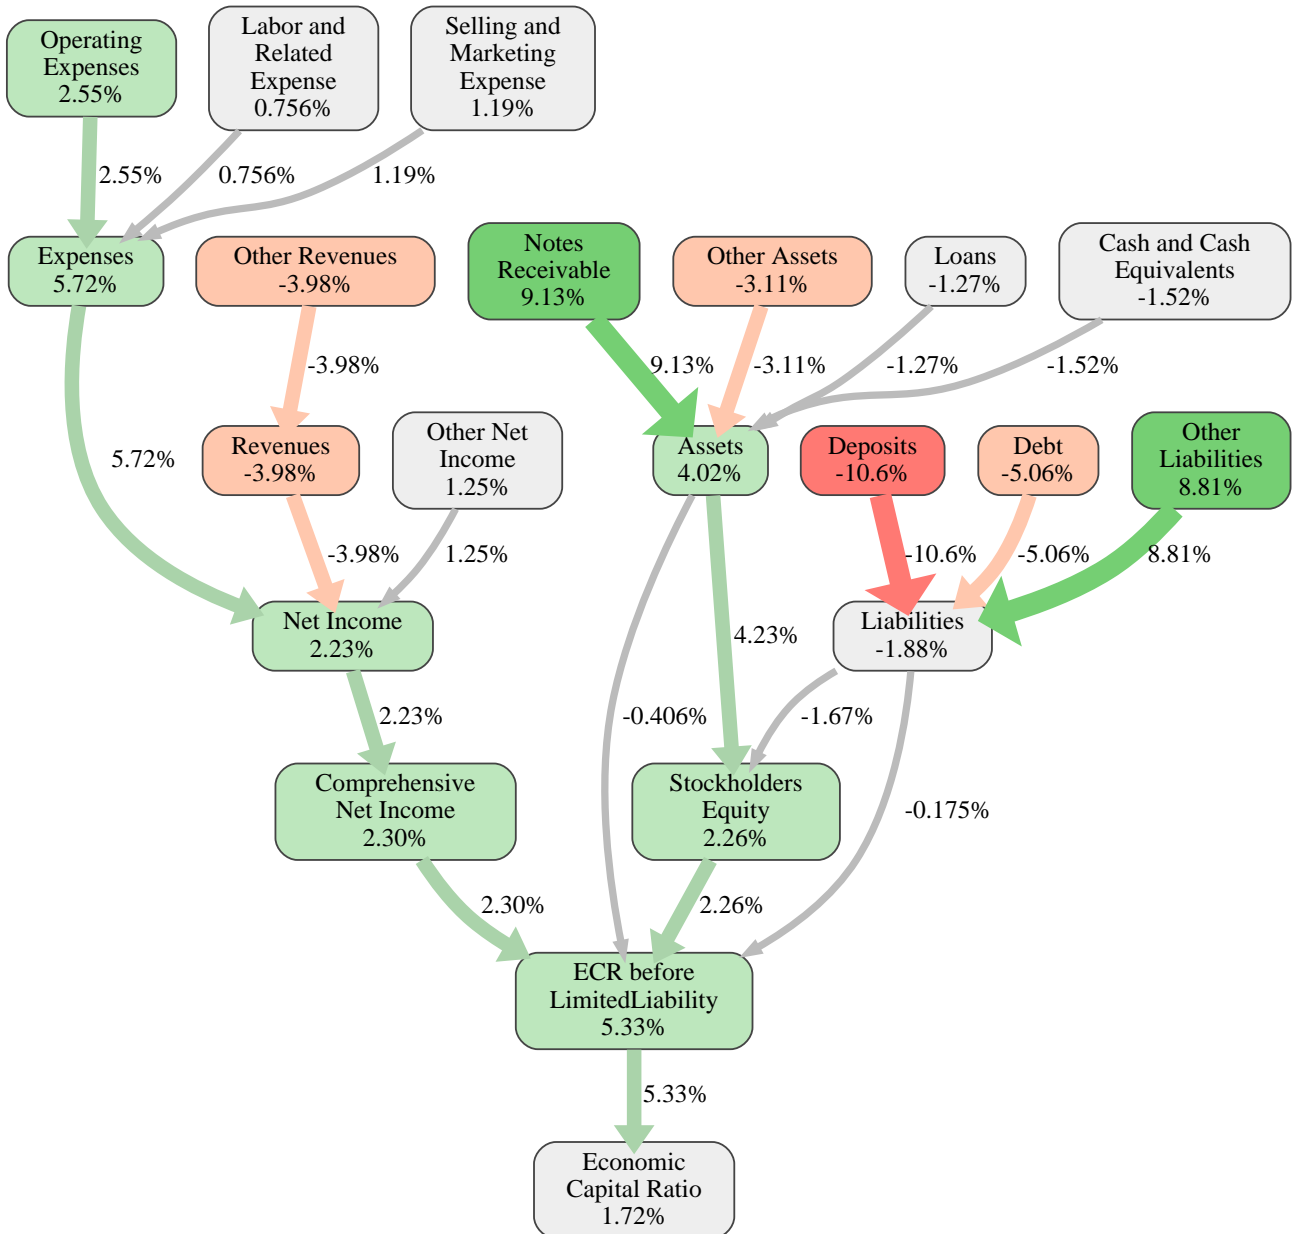 Operating
Expenses
2.55%
Labor and
Related
Expense
0.756%
Selling and
Marketing
Expense
1.19%
2.55%
0.756%
1.19%
Expenses
5.72%
Other Revenues
-3.98%
Notes
Receivable
9.13%
Other Assets
-3.11%
Loans
-1.27%
Cash and Cash
Equivalents
-1.52%
-3.98%
9.13%
-3.11%
-1.27%
-1.52%
5.72%
Revenues
-3.98%
Other Net
Income
1.25%
Assets
4.02%
Deposits
-10.6%
Debt
-5.06%
Other
Liabilities
8.81%
-3.98%
1.25%
-10.6%
-5.06%
8.81%
Net Income
2.23%
4.23%
Liabilities
-1.88%
2.23%
-0.406%
-1.67%
Comprehensive
Net Income
2.30%
Stockholders
Equity
2.26%
-0.175%
2.30%
2.26%
ECR before
LimitedLiability
5.33%
5.33%
Economic
Capital Ratio
1.72%